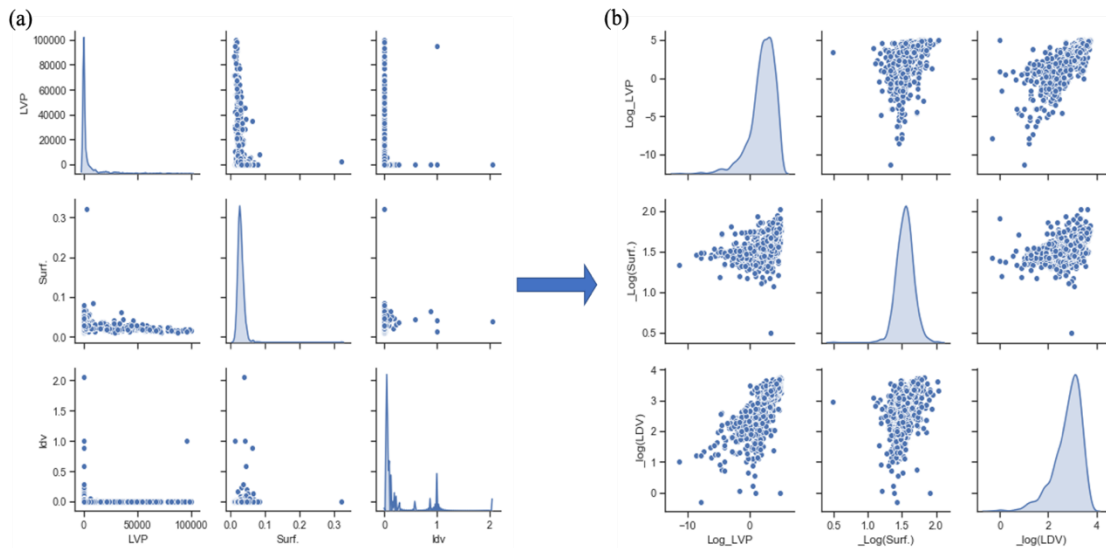 (a)
(b)
LVP
100000
80000
60000
40000
20000
0
Surf.
0.3
0.2
0.1
0.0
ldv
2.0
1.5
1.0
0.5
0.0
0 50000 100000
LVP
0.0 0.1 0.2 0.3
Surf.
0 1 2
ldv
Log_LVP
5
0
−5
−10
_Log(Surf.)
2.0
1.5
1.0
0.5
_log(LDV)
4
3
2
1
0
−10 0
Log_LVP
0.5 1.0 1.5 2.0
_Log(Surf.)
0 2 4
_log(LDV)